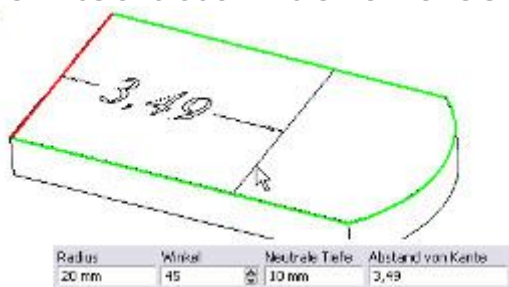 3,49
Radius Winkel Neutrale Tiefe Abstand von Kante
20 mm 45 10 mm 3,49